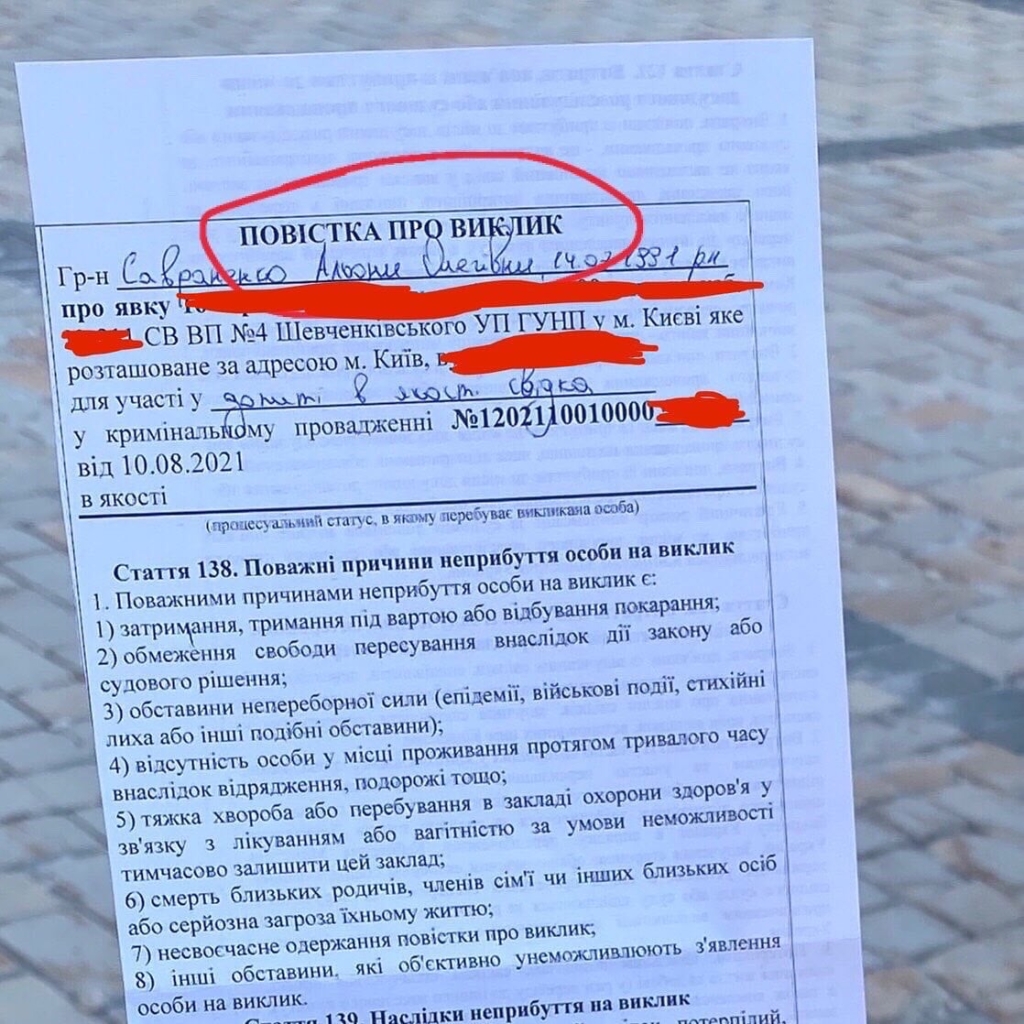 ПОВІСТКА ПРО ВИКЛИК
Гр-н Савраненко Альони Олегівни, 14.07.1991 рн
про явку
СВ ВП №4 Шевченківського УП ГУНП у м. Києві яке
розташоване за адресою м. Київ, в
для участі у допиті в якості свідка
у кримінальному провадженні №1202110010000
від 10.08.2021
в якості
(процесуальний статус, в якому перебуває викликана особа)
Стаття 138. Поважні причини неприбуття особи на виклик
1. Поважними причинами неприбуття особи на виклик є:
1) затримання, тримання під вартою або відбування покарання;
2) обмеження свободи пересування внаслідок дії закону або
судового рішення;
3) обставини непереборної сили (епідемії, військові події, стихійні
лиха або інші подібні обставини);
4) відсутність особи у місці проживання протягом тривалого часу
внаслідок відрядження, подорожі тощо;
5) тяжка хвороба або перебування в закладі охорони здоров'я у
зв'язку з лікуванням або вагітністю за умови неможливості
тимчасово залишити цей заклад;
6) смерть близьких родичів, членів сім'ї чи інших близьких осіб
або серйозна загроза їхньому життю;
7) несвоєчасне одержання повістки про виклик;
8) інші обставини, які об'єктивно унеможливлюють з'явлення
особи на виклик.
Стаття 139. Наслідки неприбуття на виклик
потерпілий,